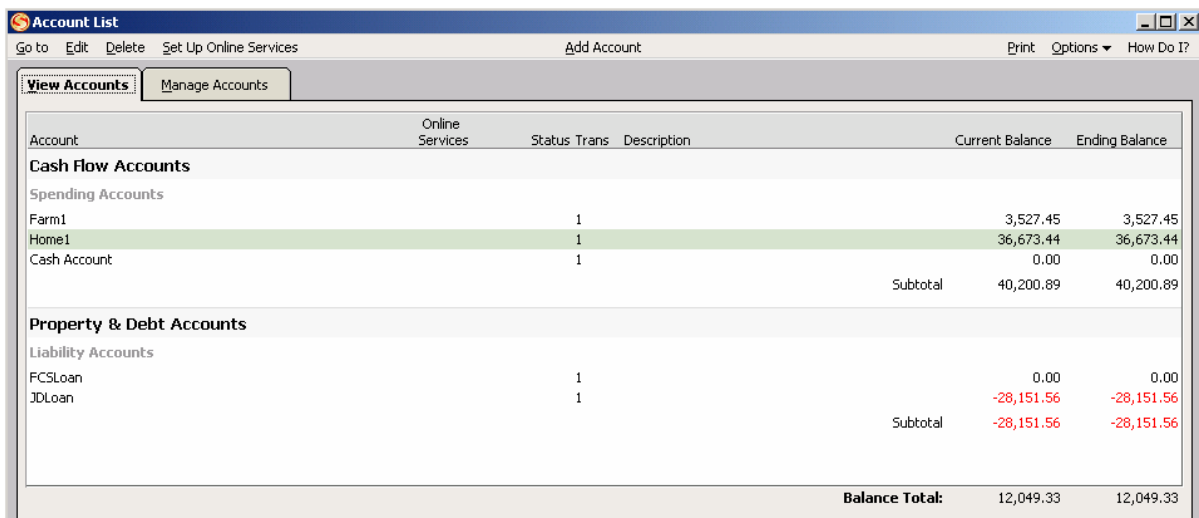 Account List
Go to Edit Delete Set Up Online Services Add Account Print Options How Do I?
View Accounts Manage Accounts
Online
Account Services Status Trans Description Current Balance Ending Balance
Cash Flow Accounts
Spending Accounts
Farm1 1 3,527.45 3,527.45
Home1 1 36,673.44 36,673.44
Cash Account 1 0.00 0.00
Subtotal 40,200.89 40,200.89
Property & Debt Accounts
Liability Accounts
FCSLoan 1 0.00 0.00
JDLoan 1 -28,151.56 -28,151.56
Subtotal -28,151.56 -28,151.56
Balance Total: 12,049.33 12,049.33